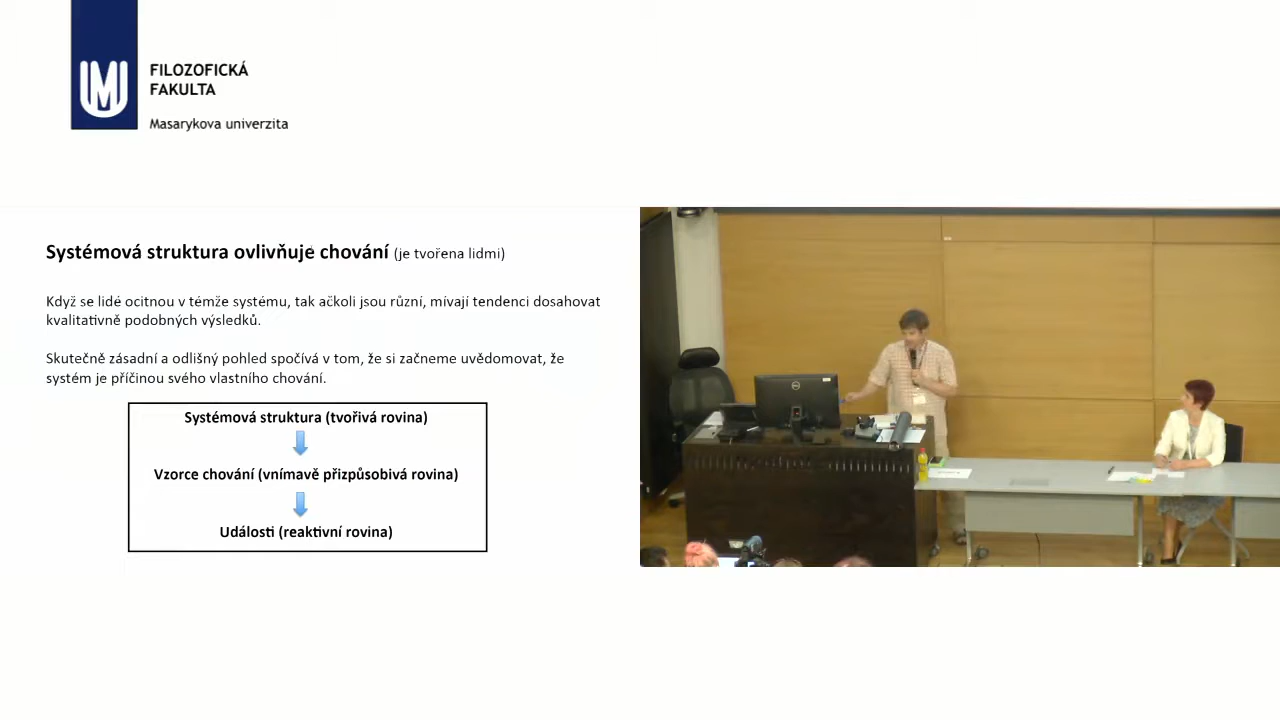 FILOZOFICKÁ
FAKULTA
Masarykova univerzita
Systémová struktura ovlivňuje chování (je tvořena lidmi)
Když se lidé ocitnou v témže systému, tak ačkoli jsou různí, mívají tendenci dosahovat
kvalitativně podobných výsledků.
Skutečně zásadní a odlišný pohled spočívá v tom, že si začneme uvědomovat, že
systém je příčinou svého vlastního chování.
Systémová struktura (tvořivá rovina)
Vzorce chování (vnímavě přizpůsobivá rovina)
Události (reaktivní rovina)